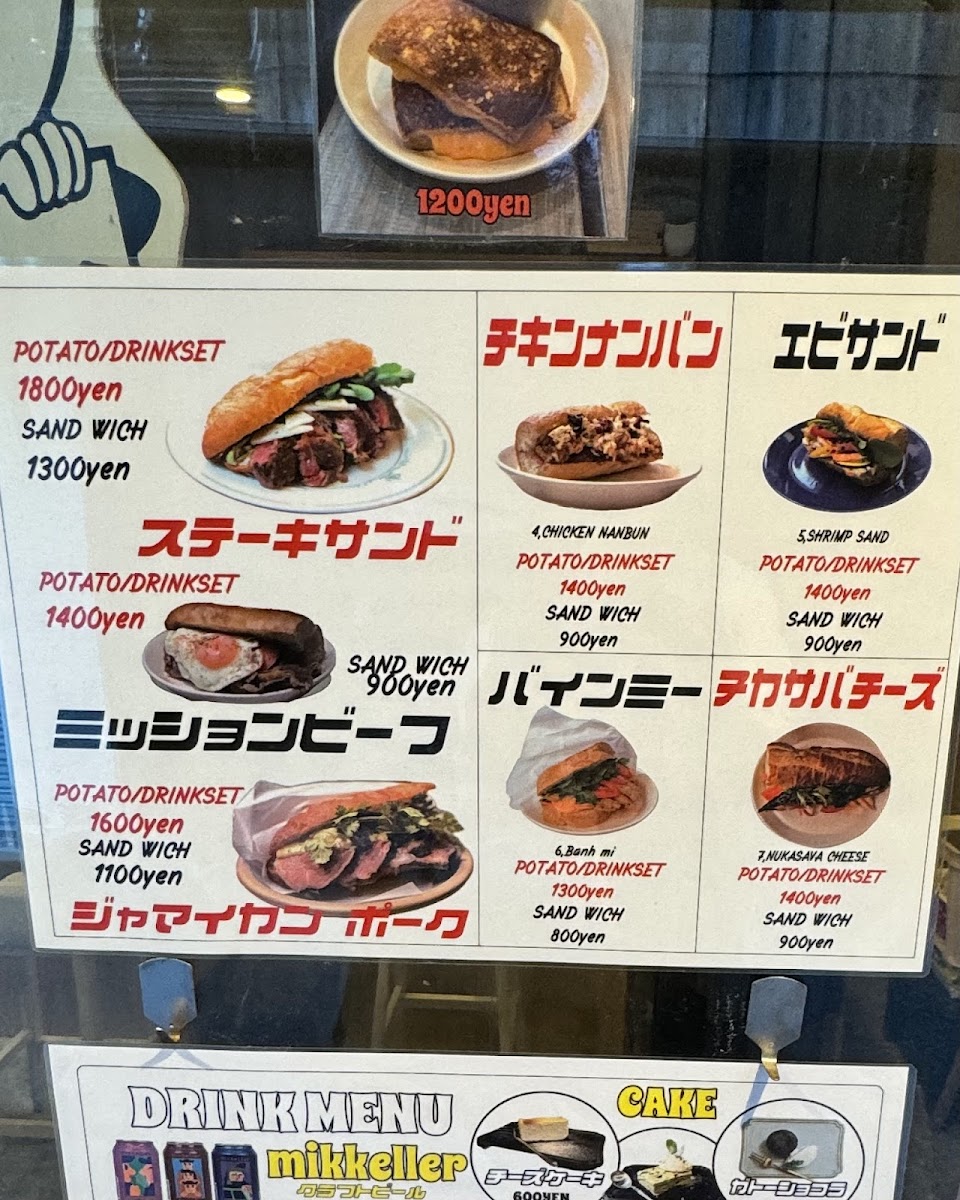 1200yen
POTATO/DRINKSET
1800yen
SAND WICH
1300yen
ステーキサンド
POTATO/DRINKSET
1400yen
SAND WICH
900yen
ミッションビーフ
POTATO/DRINKSET
1600yen
SAND WICH
1100yen
ジャマイカン ポーク
チキンナンバン
4,CHICKEN NANBUN
POTATO/DRINKSET
1400yen
SAND WICH
900yen
エビサンド
5,SHRIMP SAND
POTATO/DRINKSET
1400yen
SAND WICH
900yen
バインミー
6,Banh mi
POTATO/DRINKSET
1300yen
SAND WICH
800yen
チカサバチーズ
7,NUKASAVA CHEESE
POTATO/DRINKSET
1400yen
SAND WICH
900yen
DRINK MENU
mikkeller
クラフトビール
CAKE
チーズケーキ
600YEN
ガトーショコラ